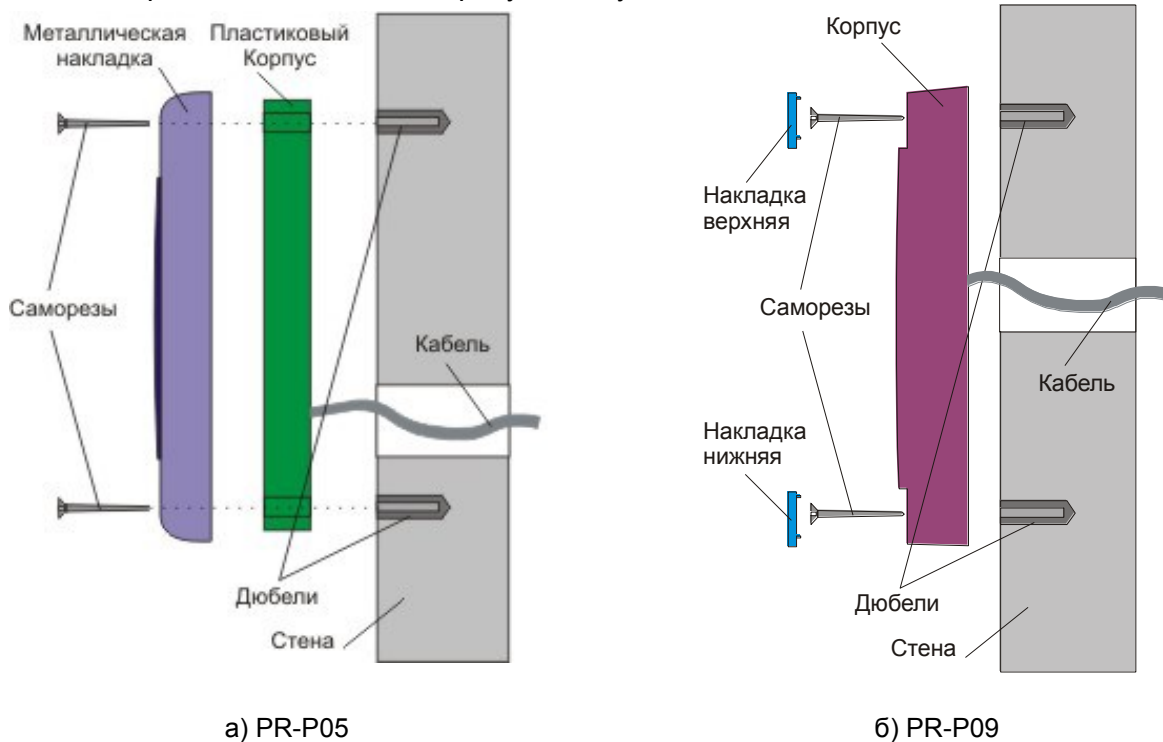 Металлическая
накладка
Пластиковый
Корпус
Саморезы
Кабель
Дюбели
Стена
а) PR-P05
Корпус
Накладка
верхняя
Саморезы
Кабель
Накладка
нижняя
Дюбели
Стена
б) PR-P09